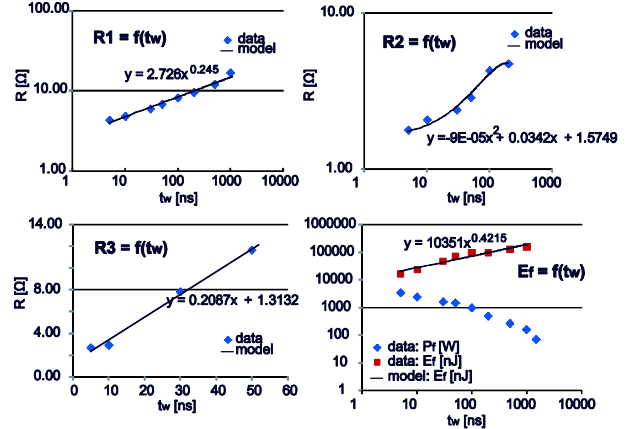 100.00
R1 = f(tw)
data
model
y = 2.726x^0.245
10.00
R [Ω]
1.00
1 10 100 1000 10000
tw [ns]
10.00
R2 = f(tw)
data
model
R [Ω]
y =-9E-05x^2 + 0.0342x + 1.5749
1.00
1 10 100 1000
tw [ns]
14.00
R3 = f(tw)
R [Ω]
8.00
y = 0.2087x + 1.3132
4.00
data
model
0.00
0 10 20 30 40 50 60
tw [ns]
1000000
y = 10351x^0.4215
100000
Ef = f(tw)
10000
1000
100
data: Pf [W]
10
data: Ef [nJ]
model: Ef [nJ]
1
1 10 100 1000 10000
tw [ns]